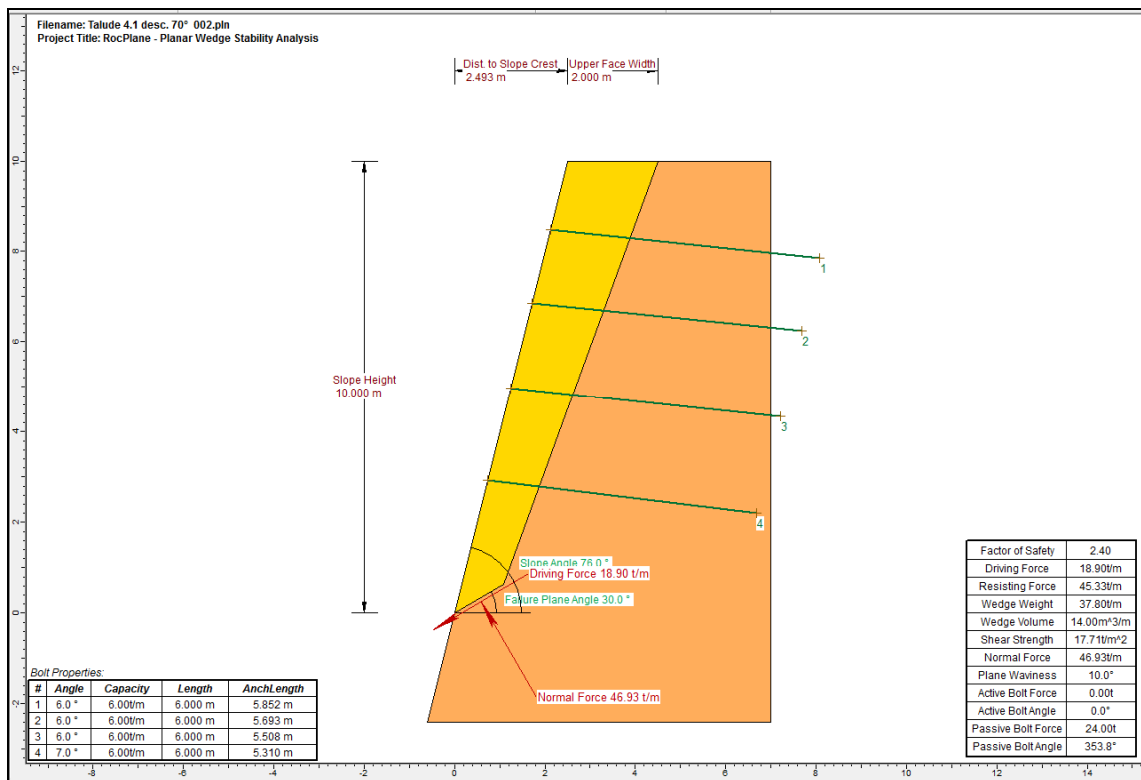 Filename: Talude 4.1 desc. 70° 002.pln
Project Title: RocPlane - Planar Wedge Stability Analysis
Dist. to Slope Crest
2.493 m
Upper Face Width
2.000 m
Slope Height
10.000 m
1
2
3
4
Slope Angle 76.0 °
Driving Force 18.90 t/m
Failure Plane Angle 30.0 °
Normal Force 46.93 t/m
Bolt Properties:
# Angle Capacity Length AnchLength
1 6.0 ° 6.00t/m 6.000 m 5.852 m
2 6.0 ° 6.00t/m 6.000 m 5.693 m
3 6.0 ° 6.00t/m 6.000 m 5.508 m
4 7.0 ° 6.00t/m 6.000 m 5.310 m
Factor of Safety 2.40
Driving Force 18.90t/m
Resisting Force 45.33t/m
Wedge Weight 37.80t/m
Wedge Volume 14.00m^3/m
Shear Strength 17.71t/m^2
Normal Force 46.93t/m
Plane Waviness 10.0°
Active Bolt Force 0.00t
Active Bolt Angle 0.0°
Passive Bolt Force 24.00t
Passive Bolt Angle 353.8°
12
10
8
6
4
2
0
-2
-8 -6 -4 -2 0 2 4 6 8 10 12 14